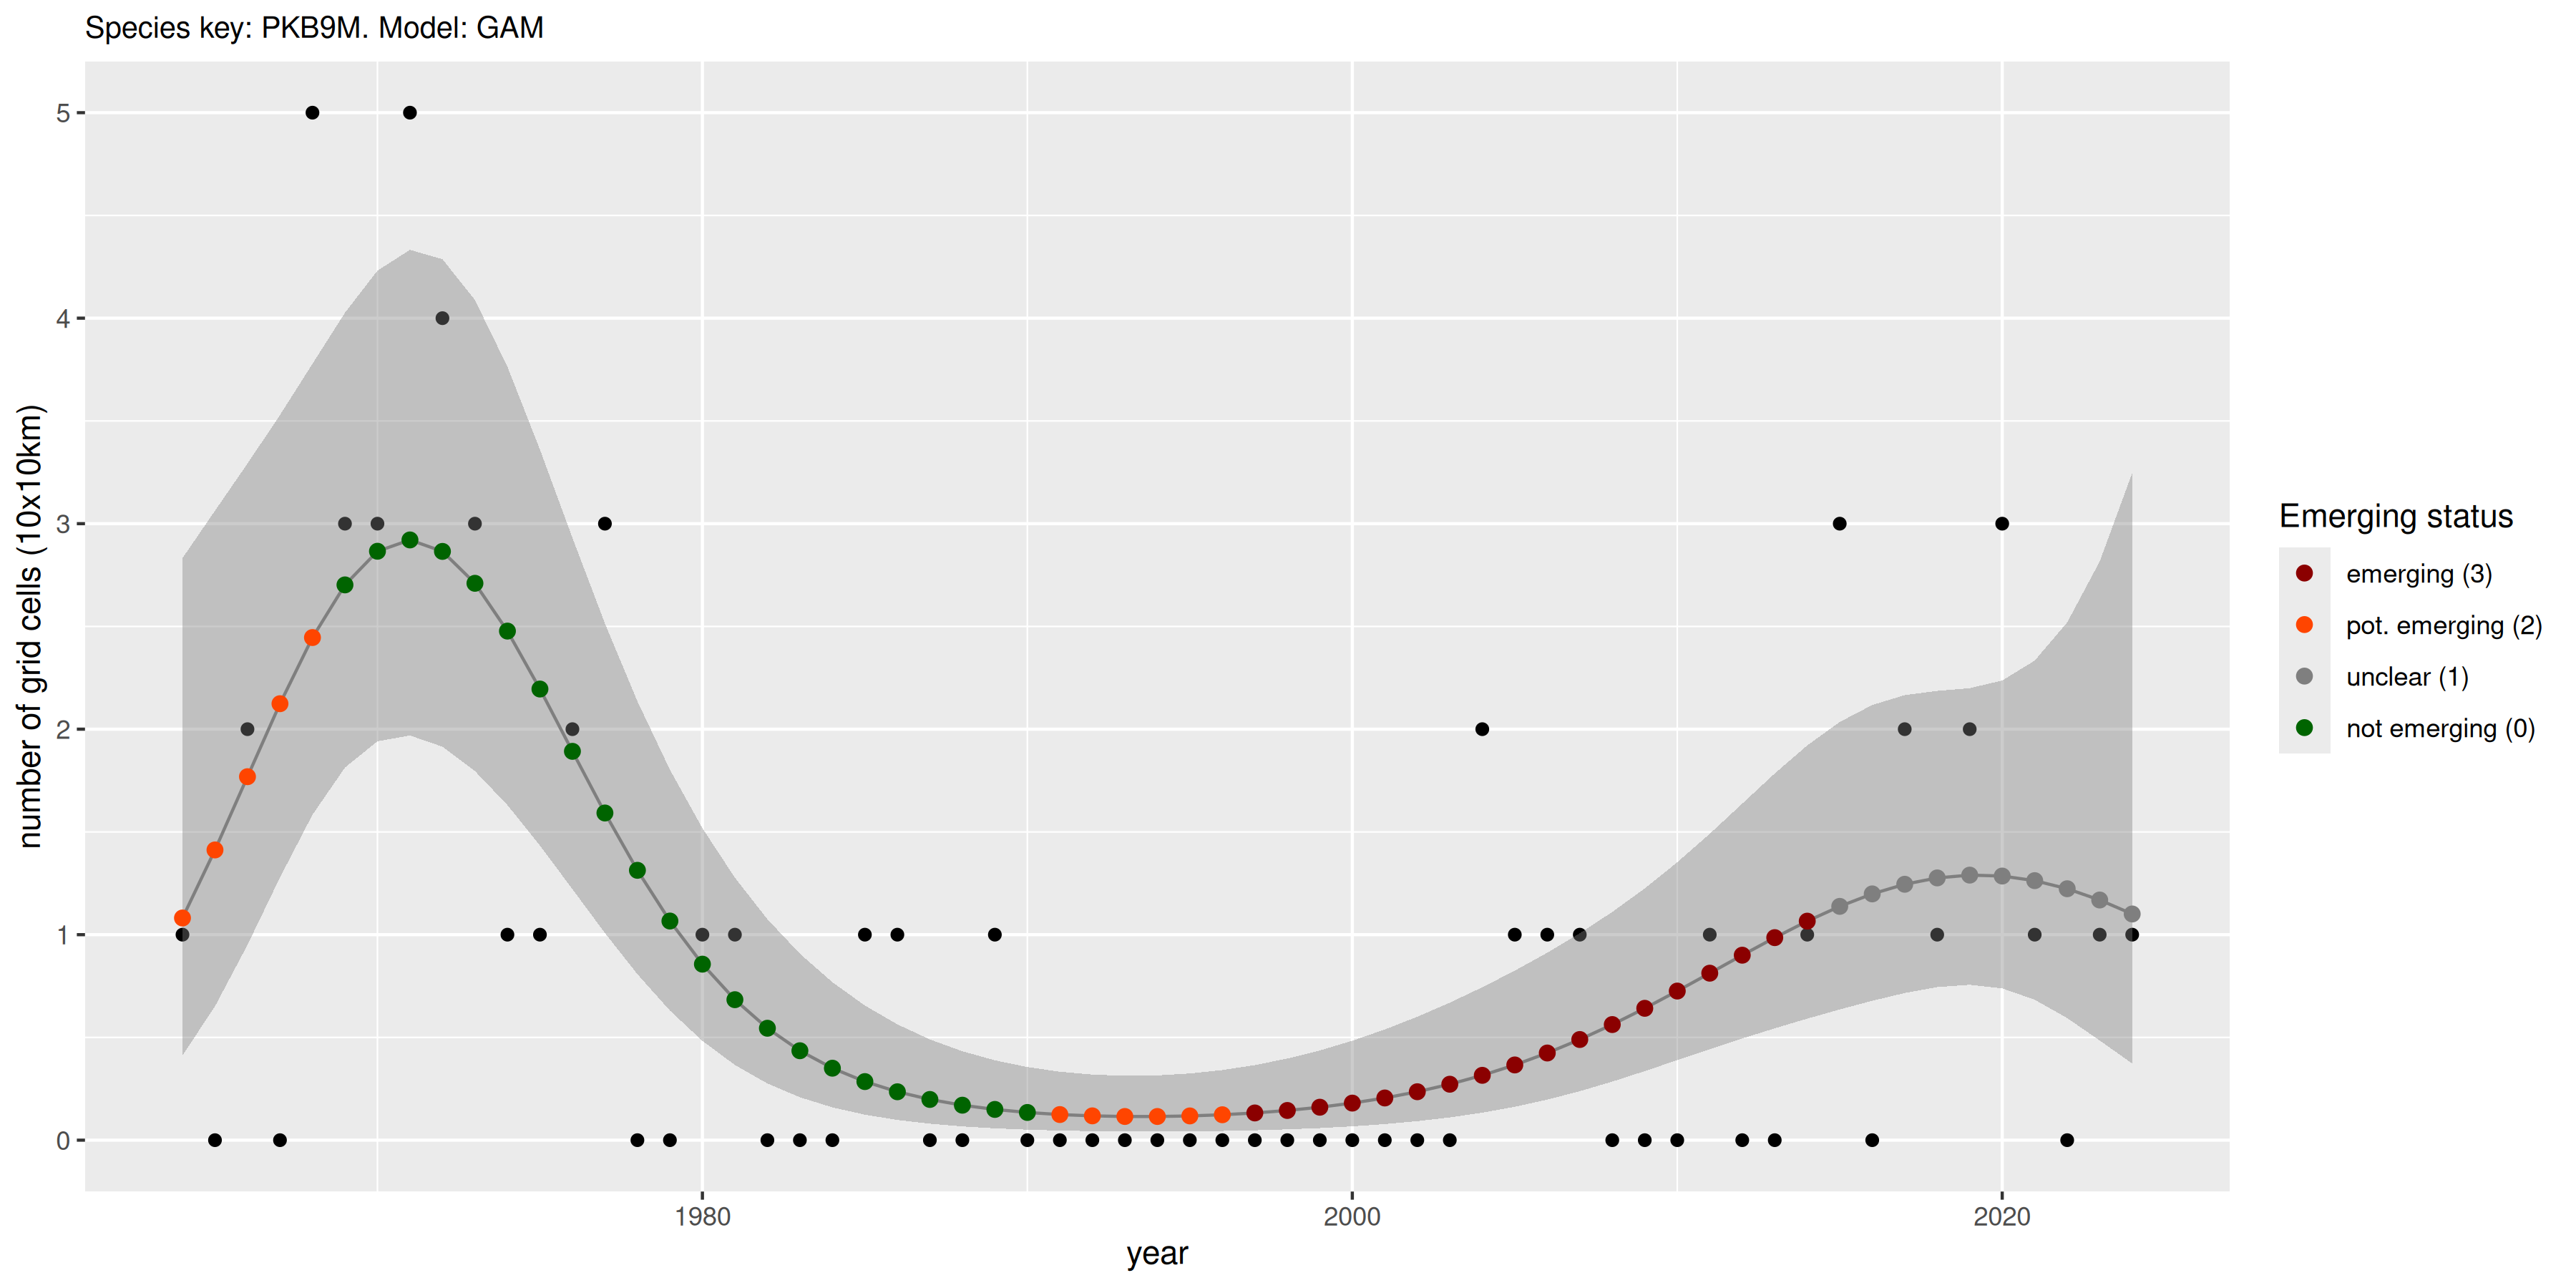 Species key: PKB9M. Model: GAM
number of grid cells (10x10km)
5
4
3
2
1
0
1980
2000
2020
year
Emerging status
emerging (3)
pot. emerging (2)
unclear (1)
not emerging (0)